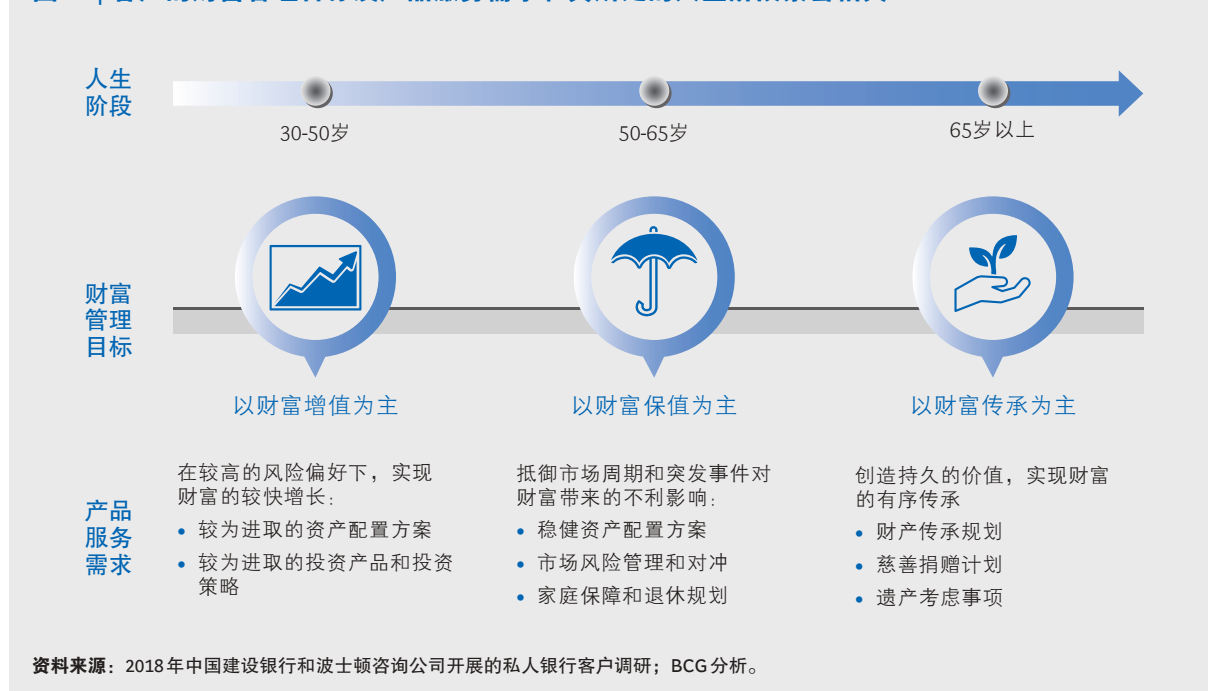 人生
阶段
30-50岁
50-65岁
65岁以上
财富
管理
目标
以财富增值为主
以财富保值为主
以财富传承为主
产品
服务
需求
在较高的风险偏好下，实现
财富的较快增长：
• 较为进取的资产配置方案
• 较为进取的投资产品和投资
策略
抵御市场周期和突发事件对
财富带来的不利影响：
• 稳健资产配置方案
• 市场风险管理和对冲
• 家庭保障和退休规划
创造持久的价值，实现财富
的有序传承
• 财产传承规划
• 慈善捐赠计划
• 遗产考虑事项
资料来源：2018年中国建设银行和波士顿咨询公司开展的私人银行客户调研；BCG分析。